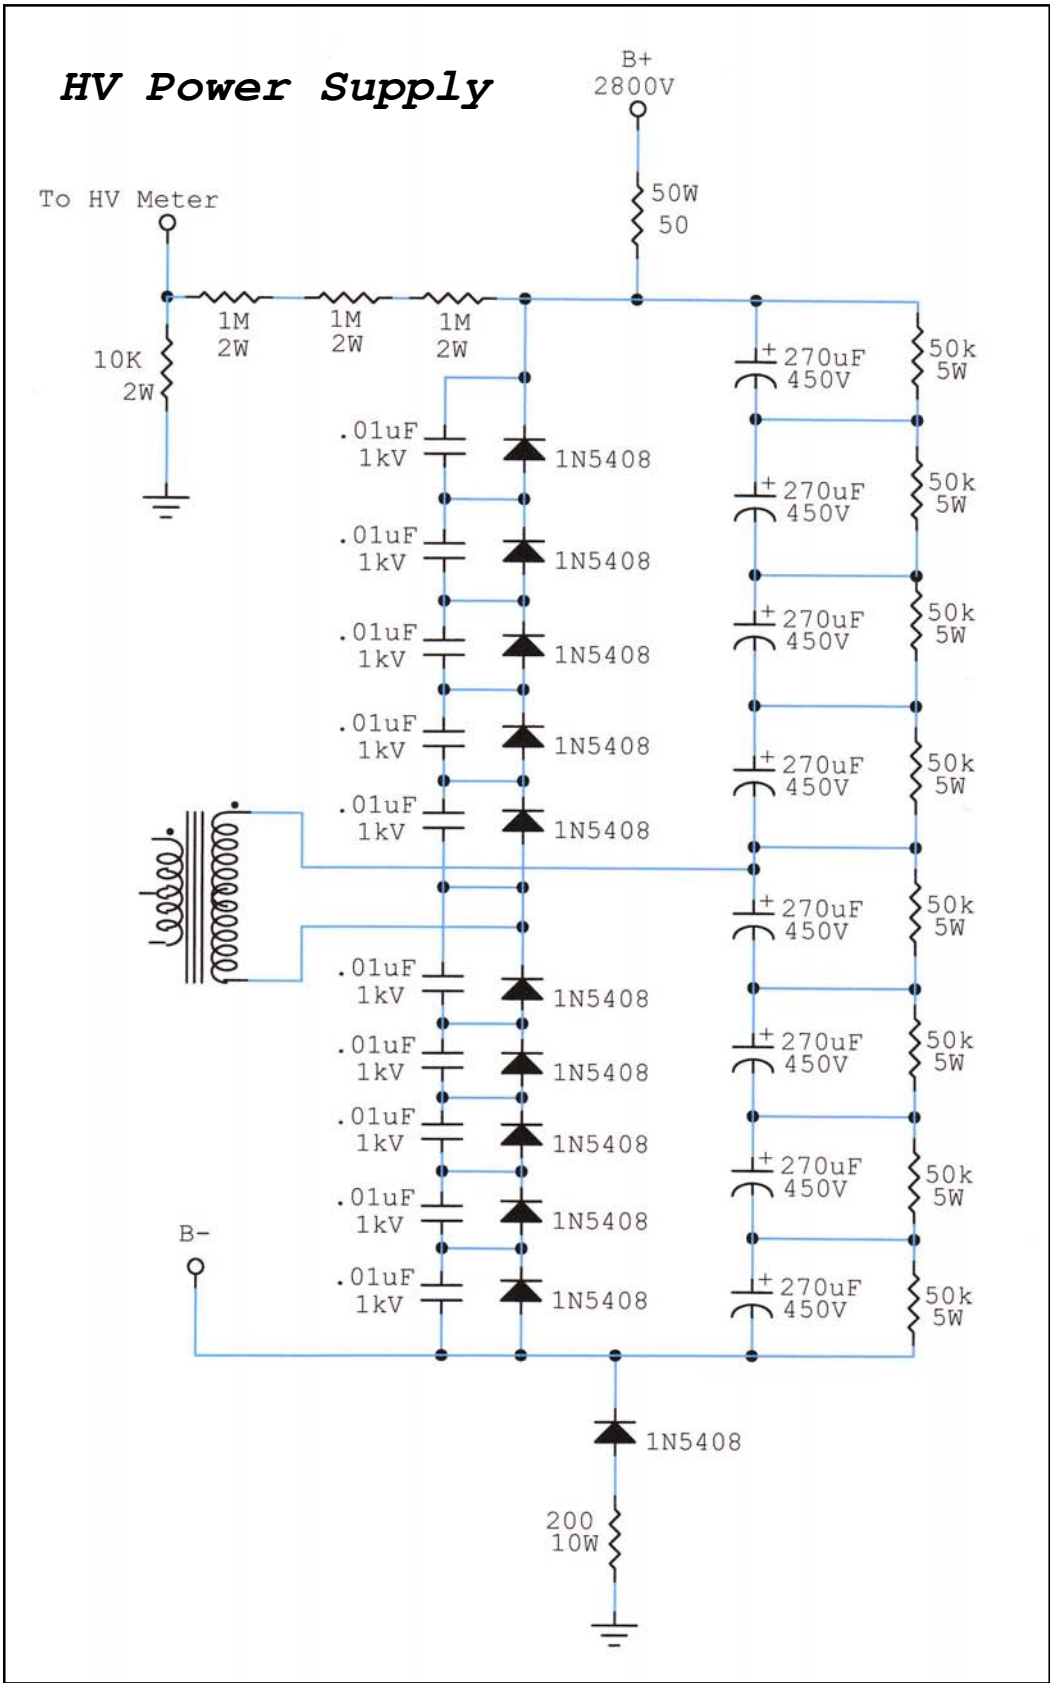 HV Power Supply
B+
2800V
50W
50
To HV Meter
1M
2W
1M
2W
1M
2W
10K
2W
270uF
450V
50k
5W
.01uF
1kV
1N5408
270uF
450V
50k
5W
.01uF
1kV
1N5408
270uF
450V
50k
5W
.01uF
1kV
1N5408
.01uF
1kV
1N5408
270uF
450V
50k
5W
.01uF
1kV
1N5408
270uF
450V
50k
5W
.01uF
1kV
1N5408
270uF
450V
50k
5W
.01uF
1kV
1N5408
.01uF
1kV
1N5408
270uF
450V
50k
5W
.01uF
1kV
1N5408
B-
.01uF
1kV
1N5408
270uF
450V
50k
5W
1N5408
200
10W